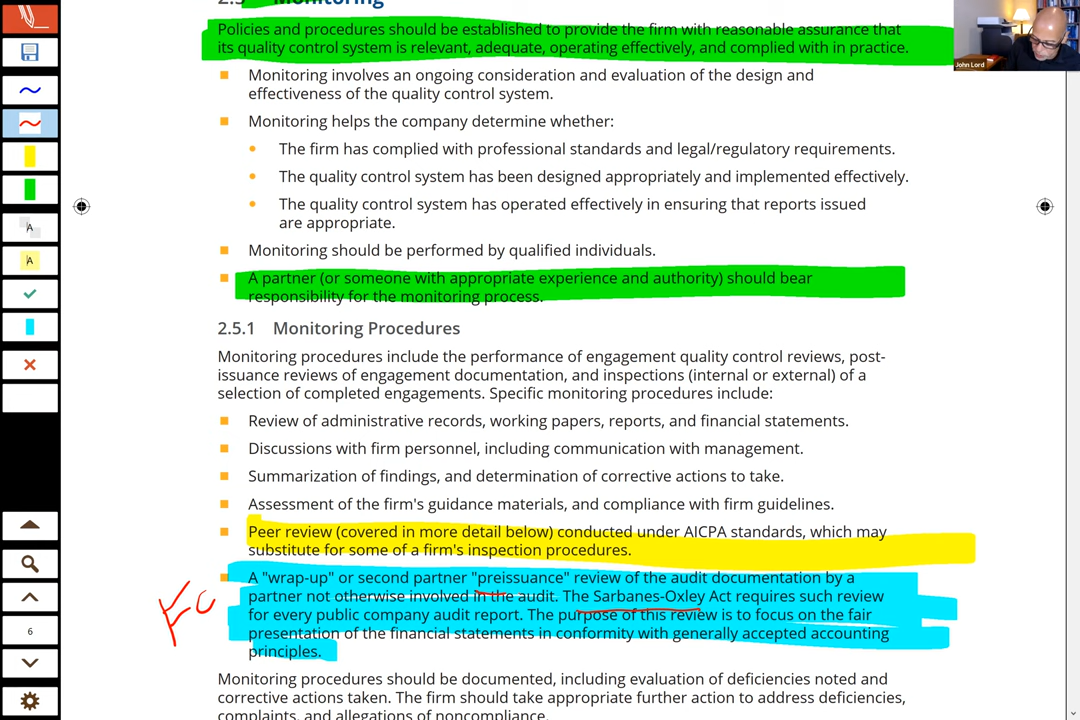 2.5 Monitoring
Policies and procedures should be established to provide the firm with reasonable assurance that
its quality control system is relevant, adequate, operating effectively, and complied with in practice.
John Lord
Monitoring involves an ongoing consideration and evaluation of the design and
effectiveness of the quality control system.
Monitoring helps the company determine whether:
The firm has complied with professional standards and legal/regulatory requirements.
The quality control system has been designed appropriately and implemented effectively.
The quality control system has operated effectively in ensuring that reports issued
are appropriate.
Monitoring should be performed by qualified individuals.
A partner (or someone with appropriate experience and authority) should bear
responsibility for the monitoring process.
2.5.1 Monitoring Procedures
Monitoring procedures include the performance of engagement quality control reviews, post-
issuance reviews of engagement documentation, and inspections (internal or external) of a
selection of completed engagements. Specific monitoring procedures include:
Review of administrative records, working papers, reports, and financial statements.
Discussions with firm personnel, including communication with management.
Summarization of findings, and determination of corrective actions to take.
Assessment of the firm's guidance materials, and compliance with firm guidelines.
Peer review (covered in more detail below) conducted under AICPA standards, which may
substitute for some of a firm's inspection procedures.
A "wrap-up" or second partner "preissuance" review of the audit documentation by a
partner not otherwise involved in the audit. The Sarbanes-Oxley Act requires such review
for every public company audit report. The purpose of this review is to focus on the fair
presentation of the financial statements in conformity with generally accepted accounting
principles.
Monitoring procedures should be documented, including evaluation of deficiencies noted and
corrective actions taken. The firm should take appropriate further action to address deficiencies,
complaints, and allegations of noncompliance.
A
A
6